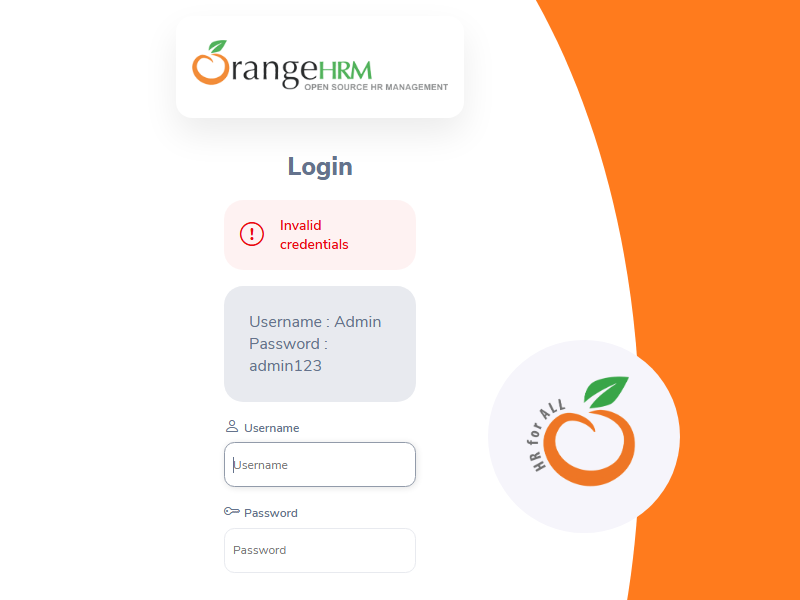 OrangeHRM
OPEN SOURCE HR MANAGEMENT
Login
Invalid
credentials
Username : Admin
Password :
admin123
Username
Username
Password
Password
HR for ALL